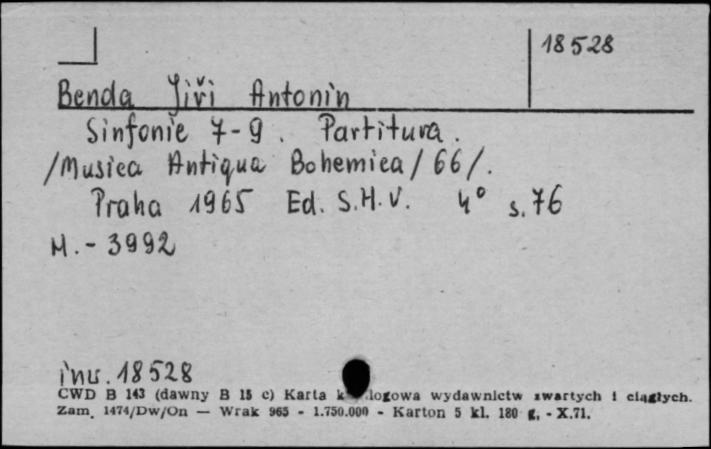 18528
Benda Jiři Antonin
Sinfonie 7-9. Partitura.
/Musica Antiqua Bohemica/66/.
Praha 1965 Ed. S.H.V. 4° s. 76
H. - 3992
inw. 18528
CWD B 143 (dawny B 15 c) Karta k logowa wydawnictw zwartych i ciągłych.
Zam. 1474/Dw/On — Wrak 965 - 1.750.000 - Karton 5 kl. 180 g. - X.71.